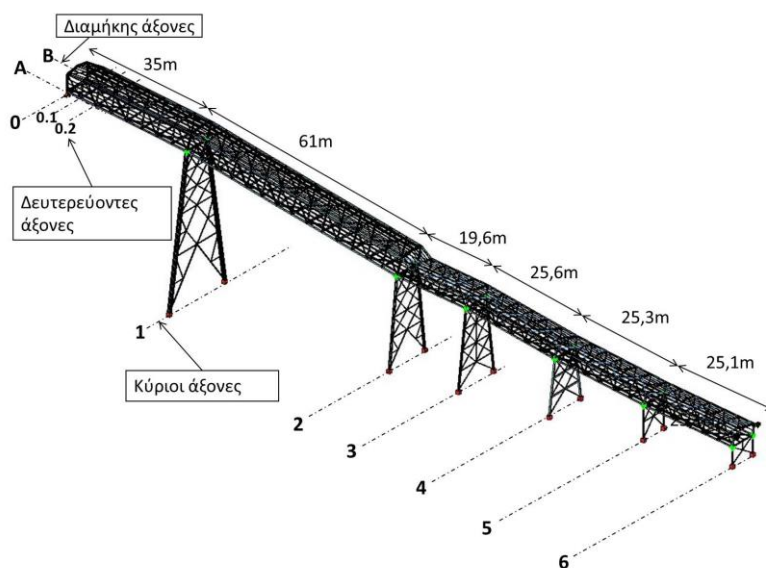 Διαμήκης άξονες
B
A
35m
0
0.1
0.2
61m
Δευτερεύοντες
άξονες
19,6m
25,6m
25,3m
25,1m
1
Κύριοι άξονες
2
3
4
5
6